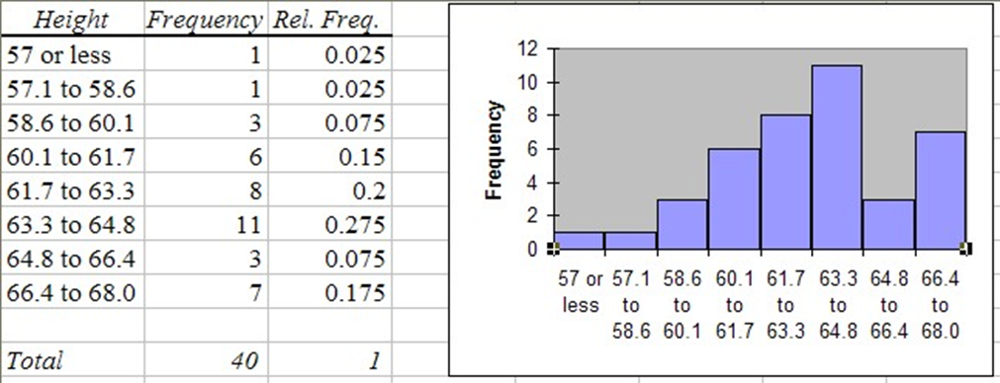 Height Frequency Rel. Freq.
57 or less 1 0.025
57.1 to 58.6 1 0.025
58.6 to 60.1 3 0.075
60.1 to 61.7 6 0.15
61.7 to 63.3 8 0.2
63.3 to 64.8 11 0.275
64.8 to 66.4 3 0.075
66.4 to 68.0 7 0.175
Total 40 1
Frequency
12
10
8
6
4
2
0
57 or 57.1 58.6 60.1 61.7 63.3 64.8 66.4
less to to to to to to to
58.6 60.1 61.7 63.3 64.8 66.4 68.0